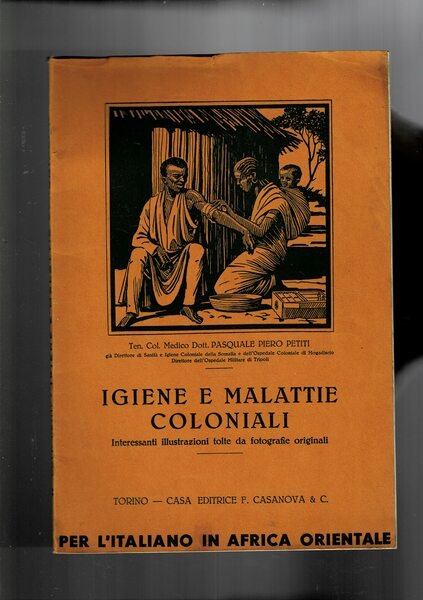 Ten. Col. Medico Dott. PASQUALE PIERO PETITI
già Direttore di Sanità e Igiene Coloniale della Somalia e dell'Ospedale Coloniale di Mogadiscio
Direttore dell'Ospedale Militare di Tripoli
IGIENE E MALATTIE
COLONIALI
Interessanti illustrazioni tolte da fotografie originali
TORINO — CASA EDITRICE F. CASANOVA & C.
PER L'ITALIANO IN AFRICA ORIENTALE